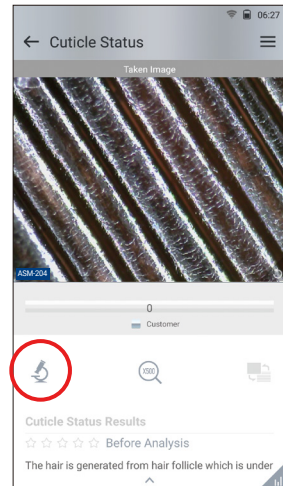 06:27
Cuticle Status
Taken Image
ASM-204
0
Customer
X500
Cuticle Status Results
Before Analysis
The hair is generated from hair follicle which is under